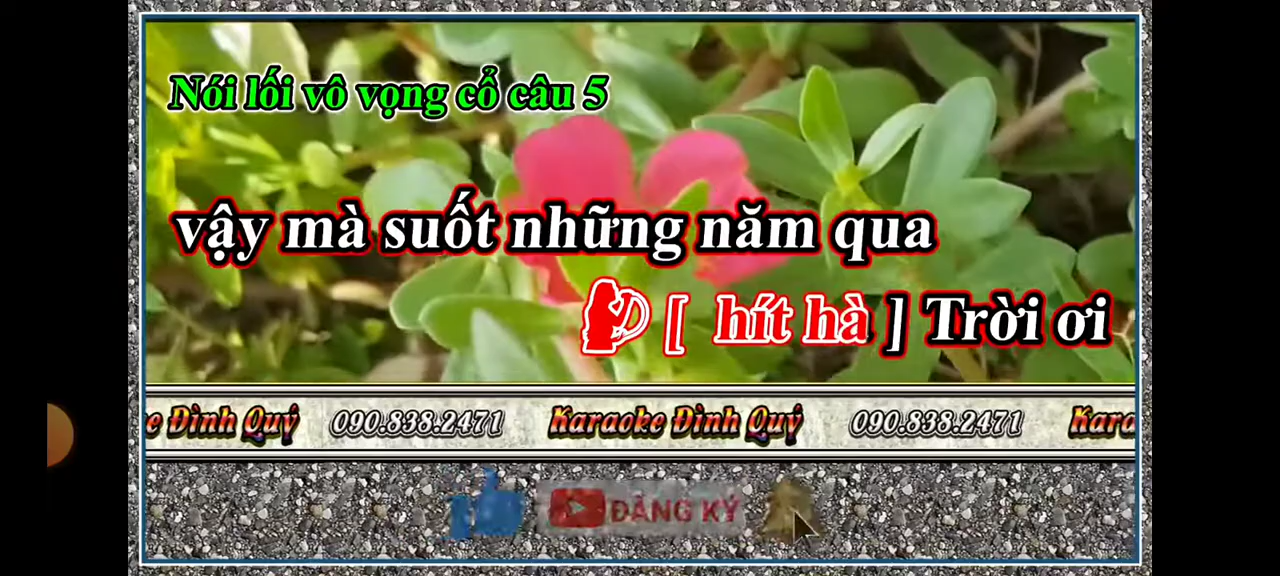 Nói lối vô vọng cổ câu 5
vậy mà suốt những năm qua
[ hít hà ] Trời ơi
e Đình Quý 090.838.2471 Karaoke Đình Quý 090.838.2471 Kara
ĐĂNG KÝ